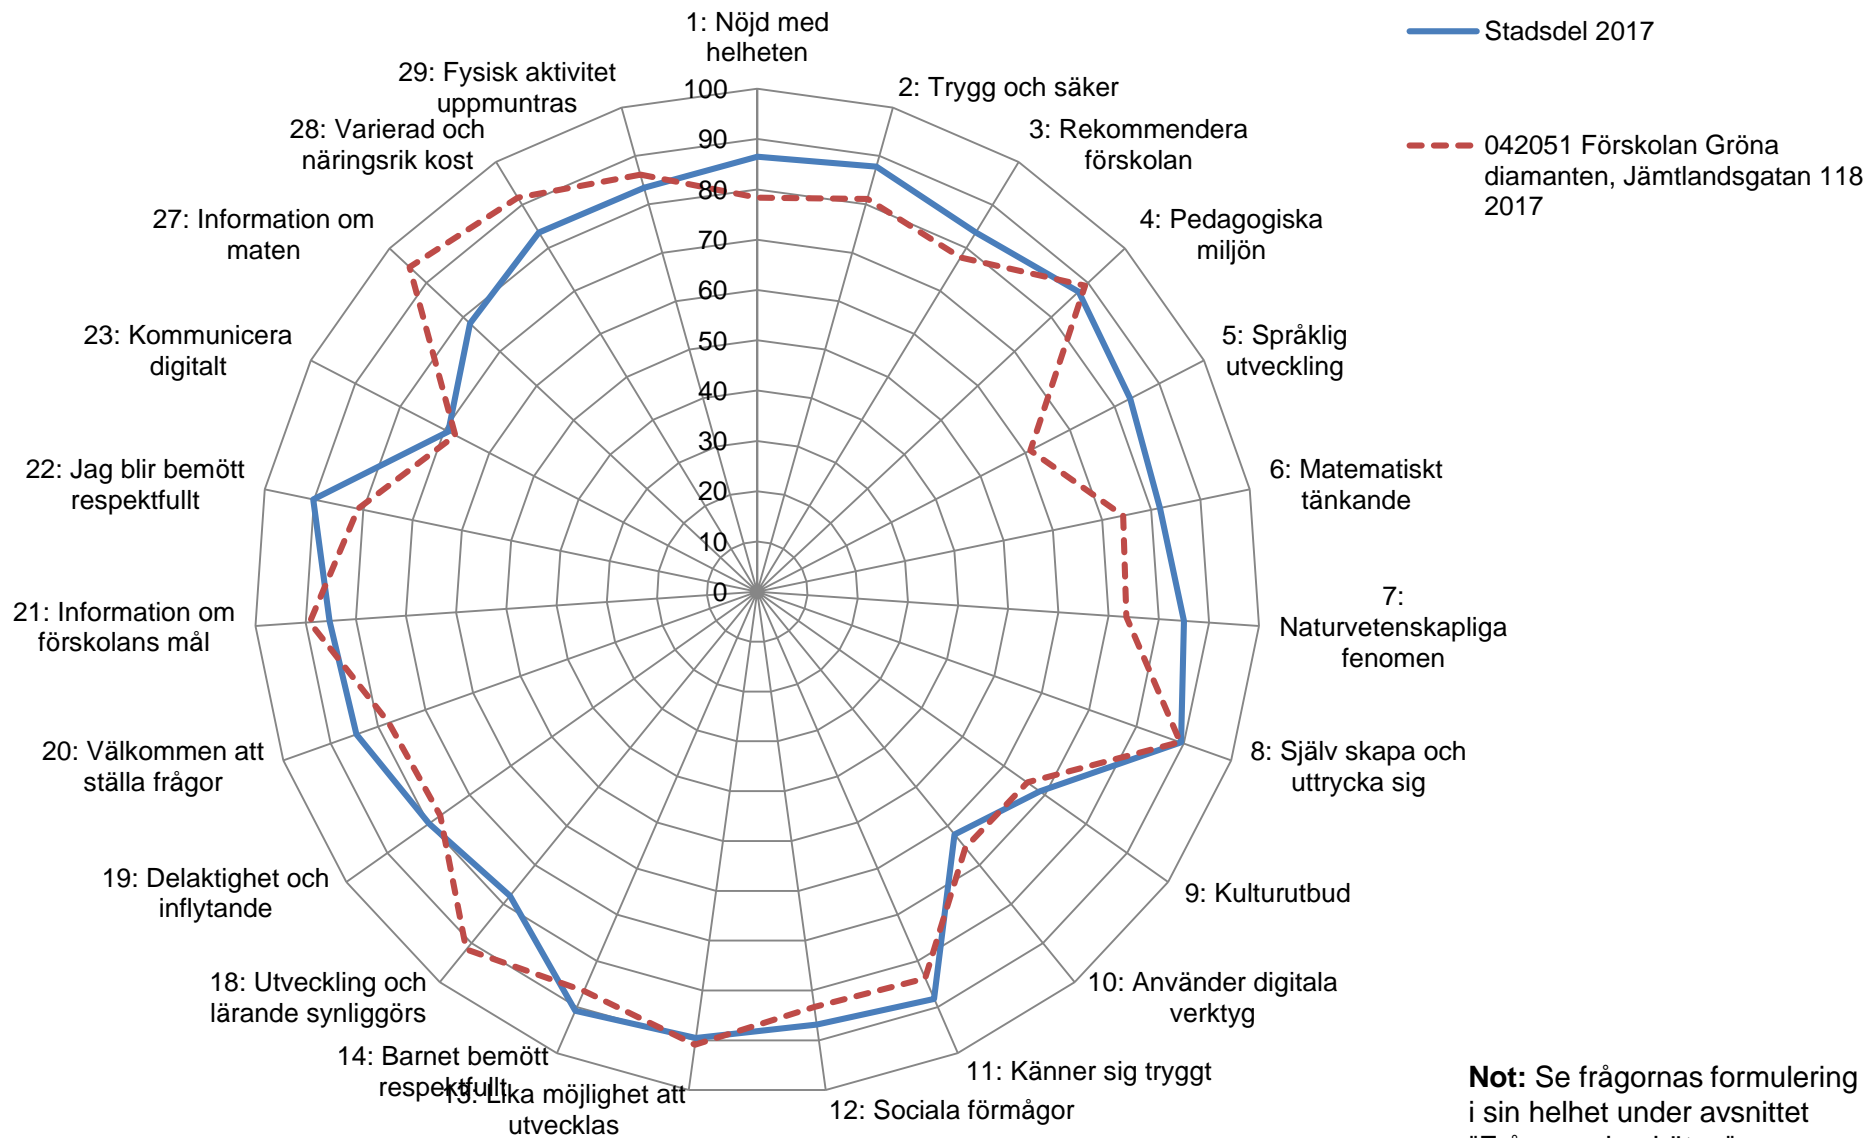 1: Nöjd med
helheten
2: Trygg och säker
3: Rekommendera
förskolan
4: Pedagogiska
miljön
5: Språklig
utveckling
6: Matematiskt
tänkande
7:
Naturvetenskapliga
fenomen
8: Själv skapa och
uttrycka sig
9: Kulturutbud
10: Använder digitala
verktyg
11: Känner sig tryggt
12: Sociala förmågor
13: Lika möjlighet att
utvecklas
14: Barnet bemött
respektfullt
18: Utveckling och
lärande synliggörs
19: Delaktighet och
inflytande
20: Välkommen att
ställa frågor
21: Information om
förskolans mål
22: Jag blir bemött
respektfullt
23: Kommunicera
digitalt
27: Information om
maten
28: Varierad och
näringsrik kost
29: Fysisk aktivitet
uppmuntras
100
90
80
70
60
50
40
30
20
10
0
Stadsdel 2017
042051 Förskolan Gröna
diamanten, Jämtlandsgatan 118
2017
Not: Se frågornas formulering
i sin helhet under avsnittet